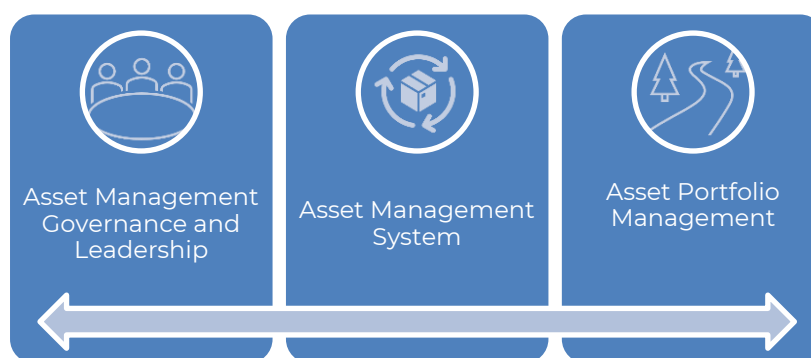 Asset Management
Governance and
Leadership
Asset Management
System
Asset Portfolio
Management